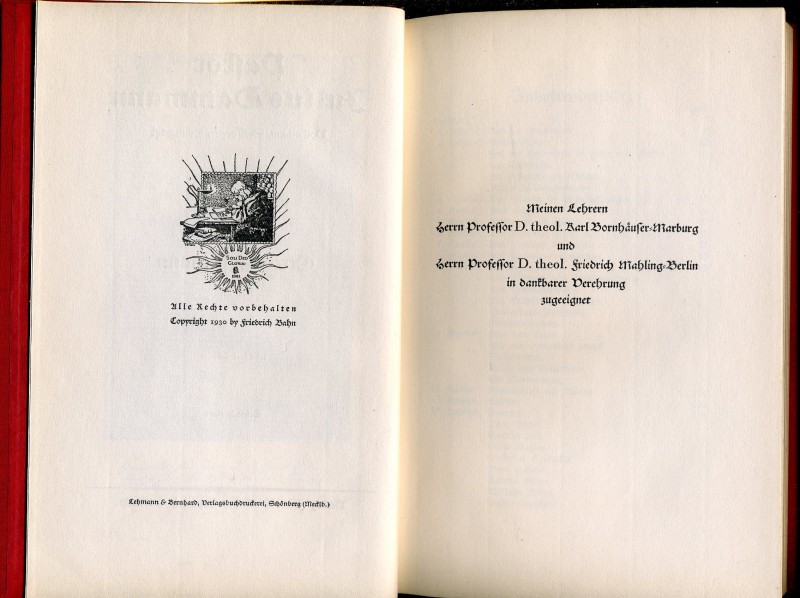 SOLI DEO
GLORIA!
Alle Rechte vorbehalten
Copyright 1930 by Friedrich Bahn
Lehmann & Bernhard, Verlagsbuchdruckerei, Schönberg (Mecklb.)
Meinen Lehrern
Herrn Professor D. theol. Karl Bornhäuser-Marburg
und
Herrn Professor D. theol. Friedrich Mahling-Berlin
in dankbarer Verehrung
zugeeignet